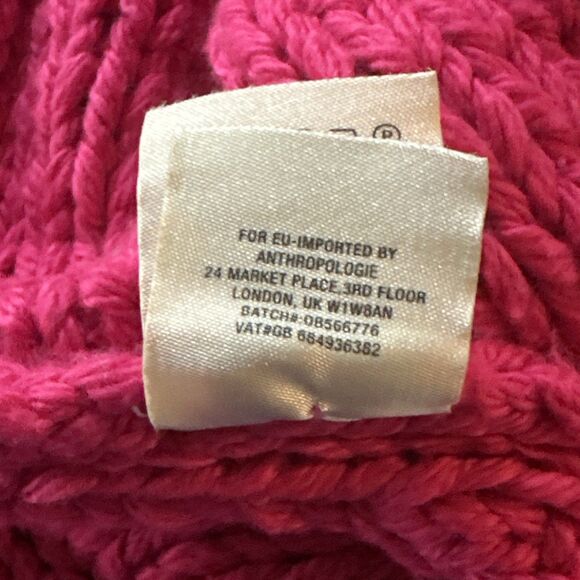 ®
FOR EU-IMPORTED BY
ANTHROPOLOGIE
24 MARKET PLACE,3RD FLOOR
LONDON, UK W1W8AN
BATCH#:OB566776
VAT#GB 684936382